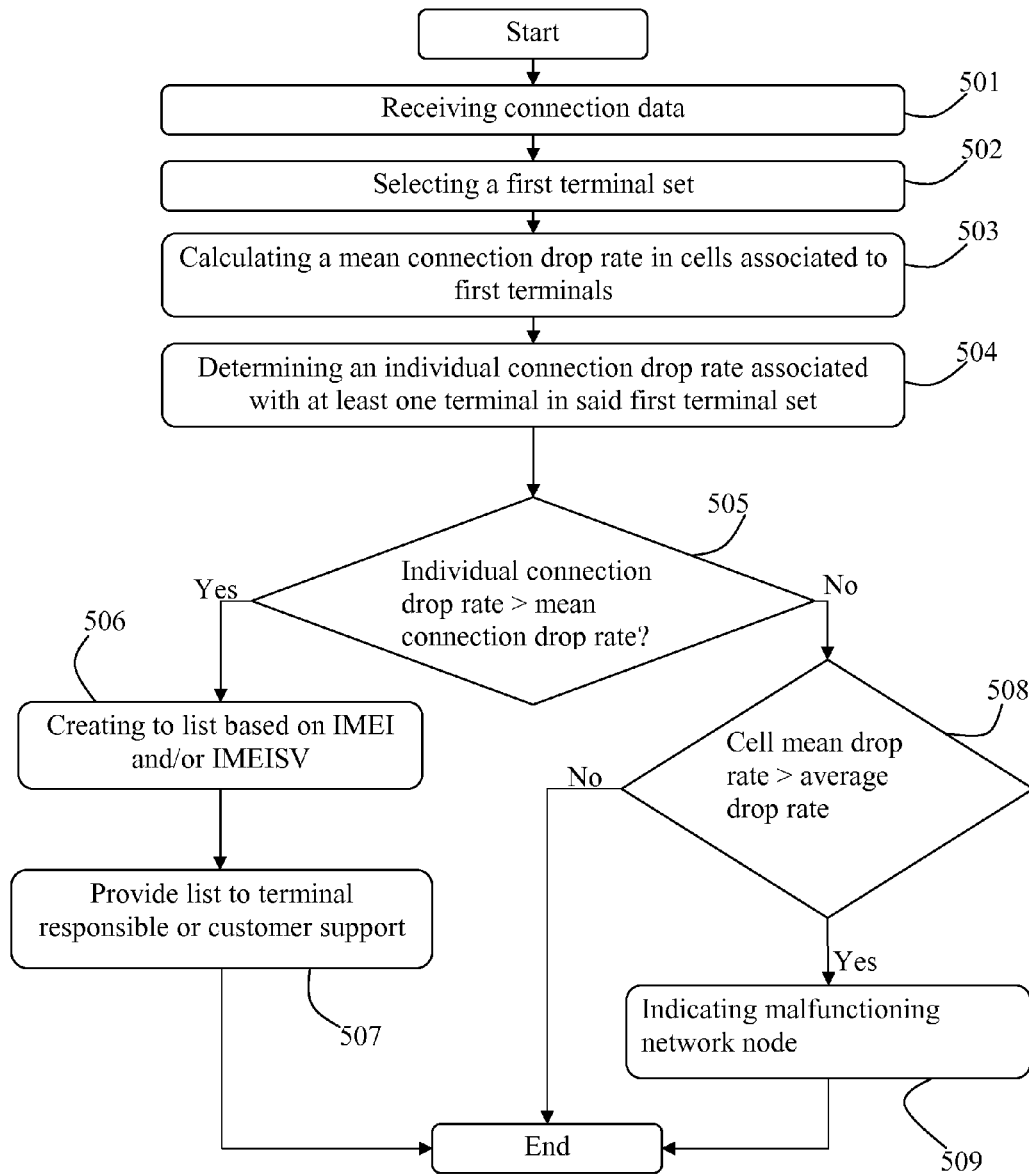 Start
501
Receiving connection data
502
Selecting a first terminal set
503
Calculating a mean connection drop rate in cells associated to
first terminals
504
Determining an individual connection drop rate associated
with at least one terminal in said first terminal set
505
Individual connection
drop rate > mean
connection drop rate?
Yes
No
506
Creating to list based on IMEI
and/or IMEISV
508
Cell mean drop
rate > average
drop rate
No
Provide list to terminal
responsible or customer support
507
Yes
Indicating malfunctioning
network node
509
End